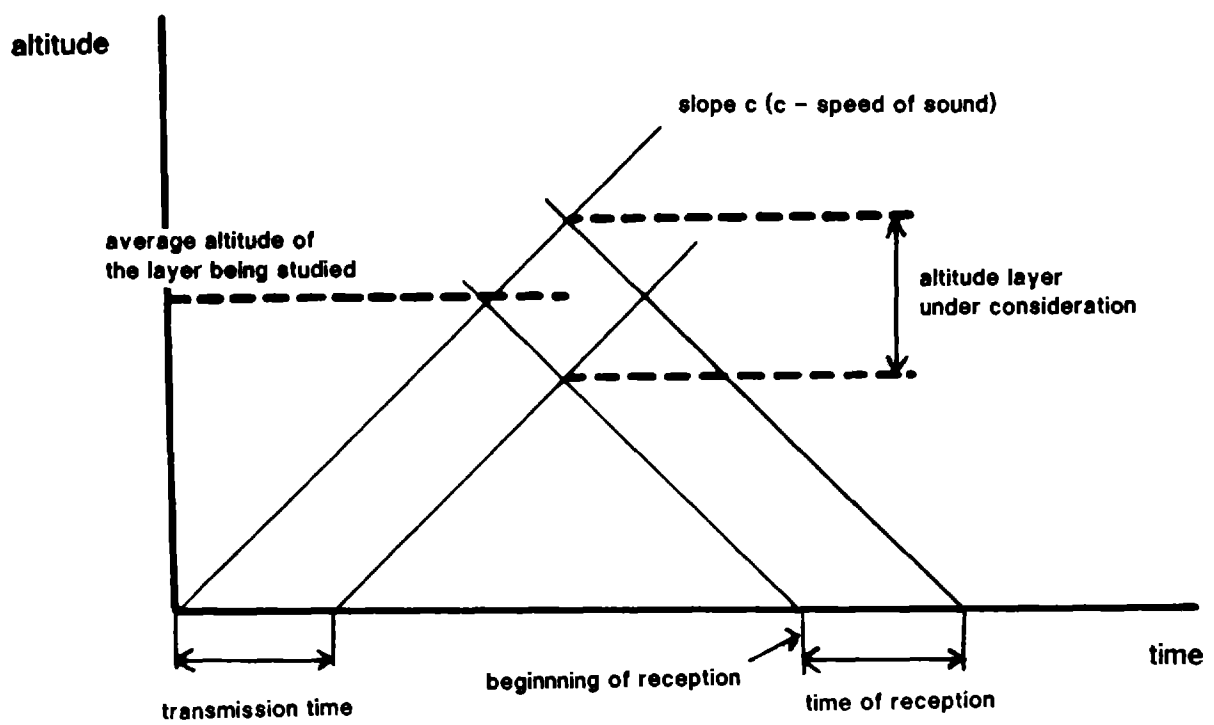 altitude
slope c (c - speed of sound)
average altitude of
the layer being studied
altitude layer
under consideration
time
beginnning of reception
time of reception
transmission time